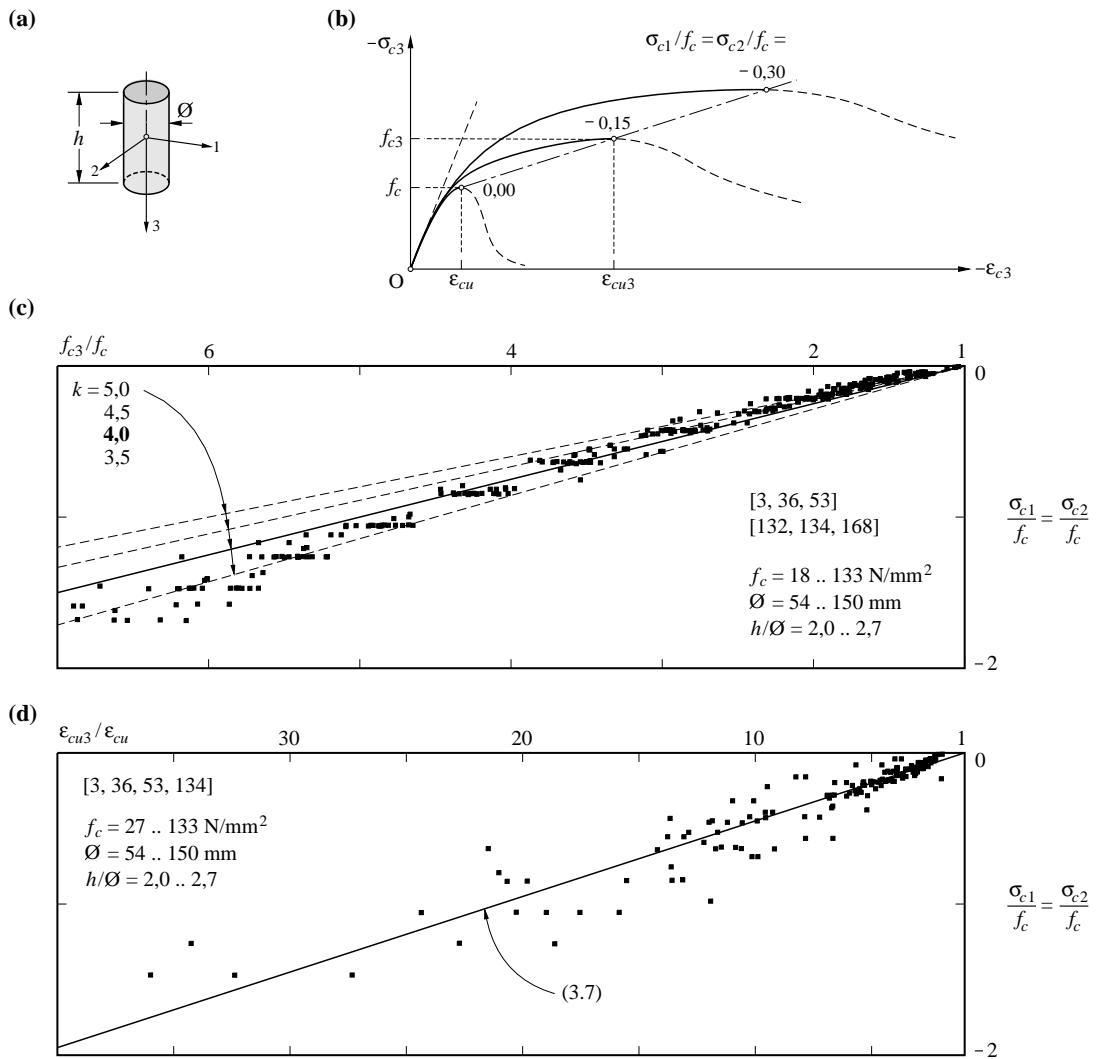 (a)
h
Ø
1
2
3
(b)
−σc3
σc1/fc = σc2/fc =
− 0,30
− 0,15
0,00
fc3
fc
O
εcu
εcu3
−εc3
(c)
fc3/fc
6
4
2
1
0
k = 5,0
4,5
4,0
3,5
[3, 36, 53]
[132, 134, 168]
fc = 18 .. 133 N/mm²
Ø = 54 .. 150 mm
h/Ø = 2,0 .. 2,7
σc1/fc = σc2/fc
−2
(d)
εcu3/εcu
30
20
10
1
0
[3, 36, 53, 134]
fc = 27 .. 133 N/mm²
Ø = 54 .. 150 mm
h/Ø = 2,0 .. 2,7
σc1/fc = σc2/fc
(3.7)
−2